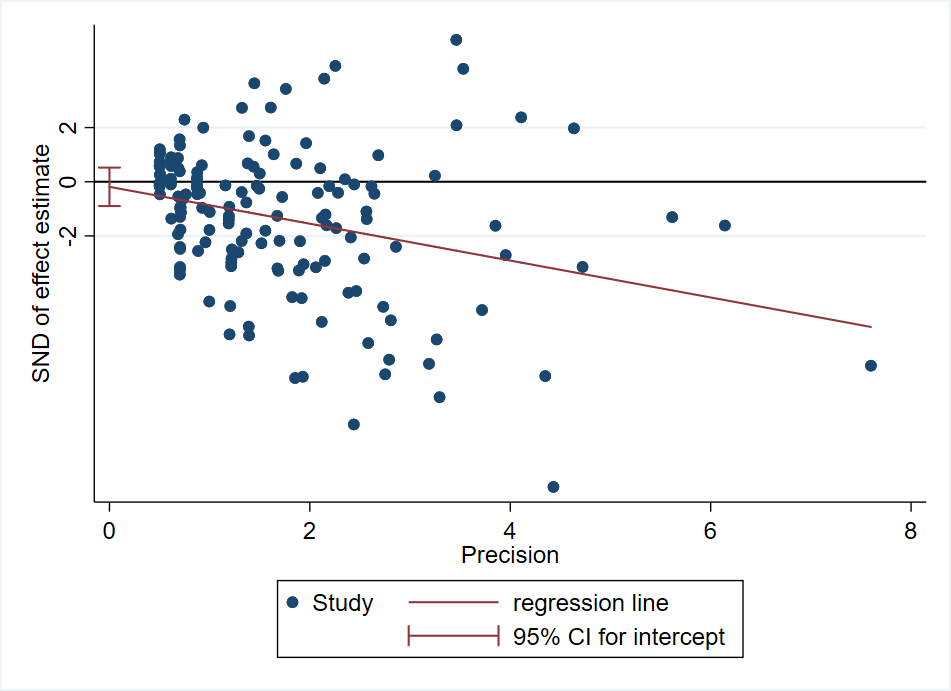 2
0
-2
SND of effect estimate
0 2 4 6 8
Precision
Study regression line
95% CI for intercept